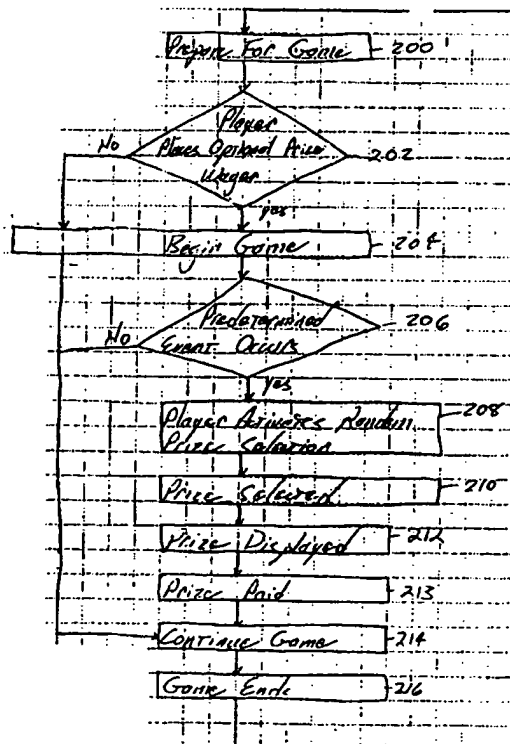 Prepare For Game 200
Player
Places Optional Prize 202
Wager
No
yes
Begin Game 204
Predetermined 206
Event Occurs
No
yes
Player Activates Random 208
Prize Selection
Prize Selected 210
Prize Displayed 212
Prize Paid 213
Continue Game 214
Game Ends 216